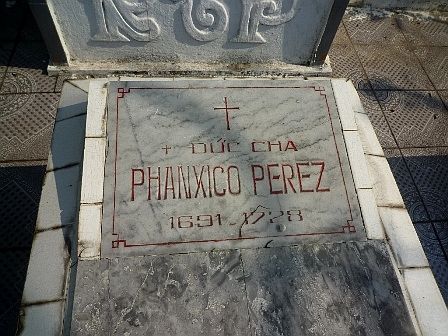 † ĐỨC CHA
PHANXICO PEREZ
1691-1728